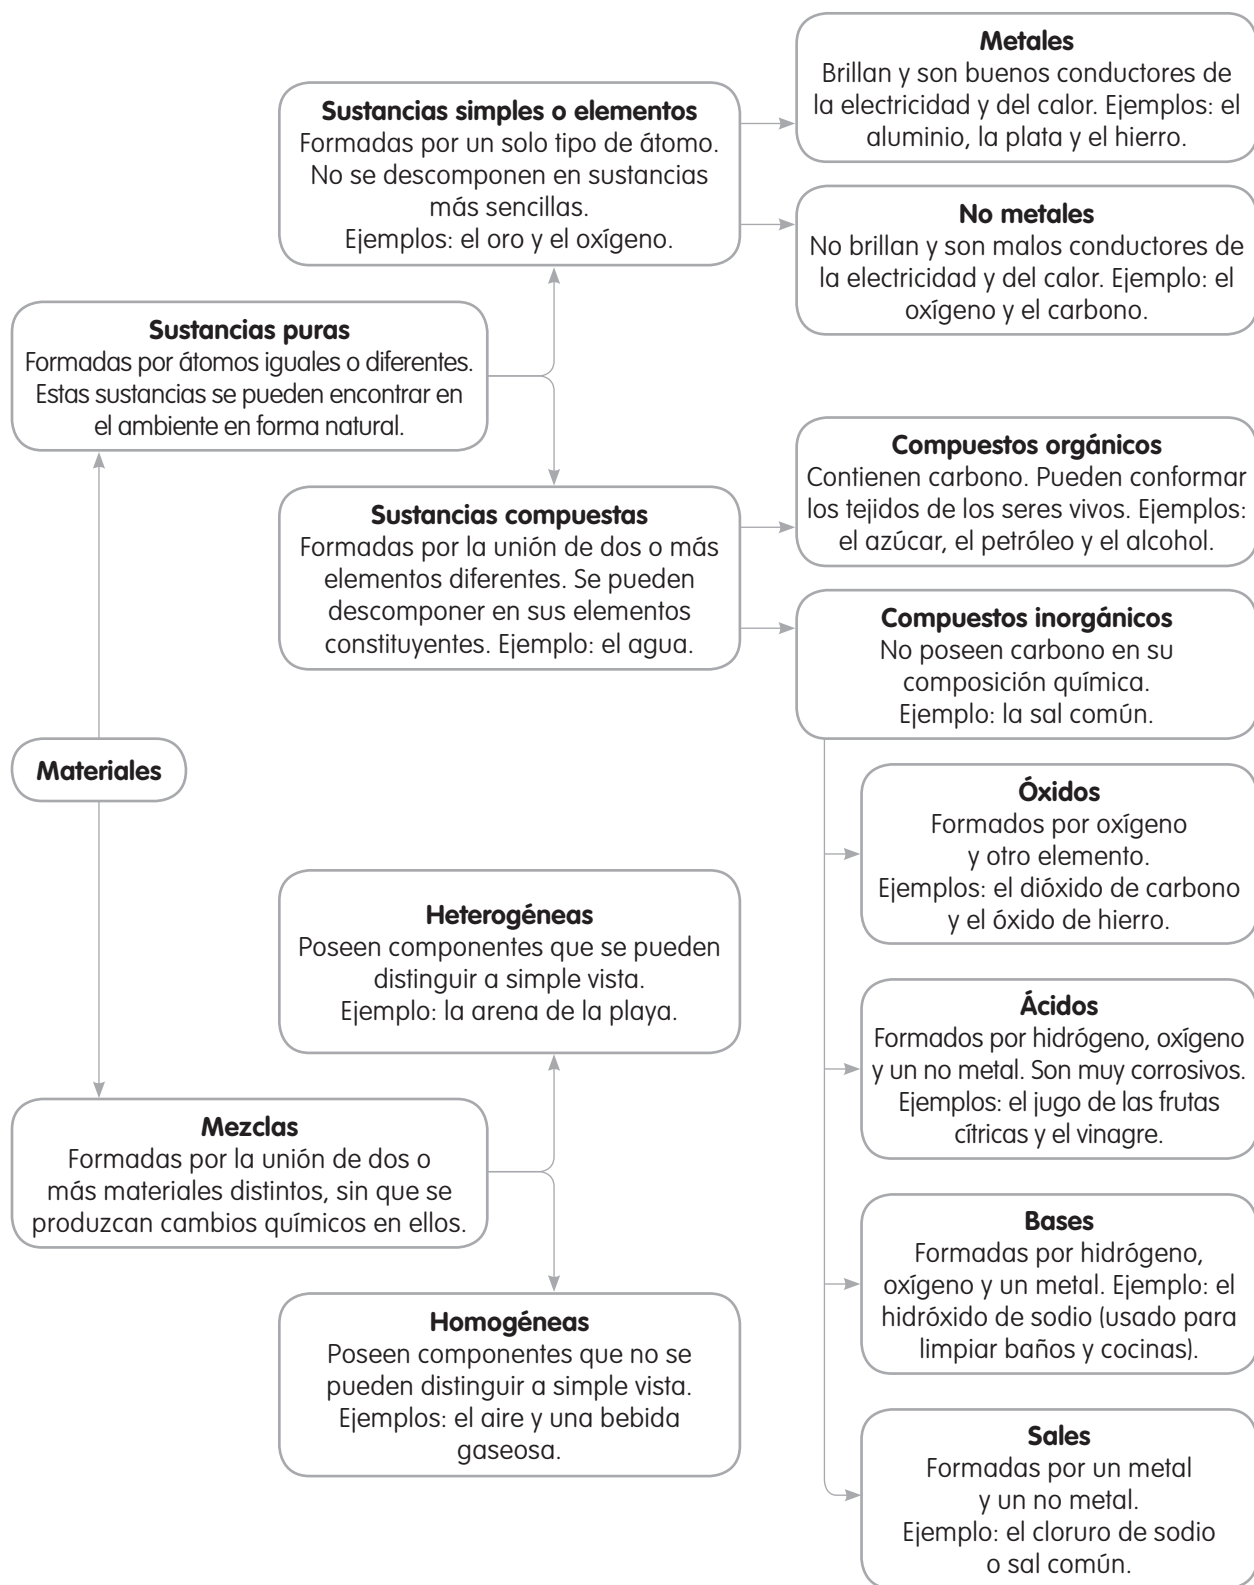 Metales
Brillan y son buenos conductores de
la electricidad y del calor. Ejemplos: el
aluminio, la plata y el hierro.
Sustancias simples o elementos
Formadas por un solo tipo de átomo.
No se descomponen en sustancias
más sencillas.
Ejemplos: el oro y el oxígeno.
No metales
No brillan y son malos conductores de
la electricidad y del calor. Ejemplo: el
oxígeno y el carbono.
Sustancias puras
Formadas por átomos iguales o diferentes.
Estas sustancias se pueden encontrar en
el ambiente en forma natural.
Compuestos orgánicos
Contienen carbono. Pueden conformar
los tejidos de los seres vivos. Ejemplos:
el azúcar, el petróleo y el alcohol.
Sustancias compuestas
Formadas por la unión de dos o más
elementos diferentes. Se pueden
descomponer en sus elementos
constituyentes. Ejemplo: el agua.
Compuestos inorgánicos
No poseen carbono en su
composición química.
Ejemplo: la sal común.
Materiales
Óxidos
Formados por oxígeno
y otro elemento.
Ejemplos: el dióxido de carbono
y el óxido de hierro.
Heterogéneas
Poseen componentes que se pueden
distinguir a simple vista.
Ejemplo: la arena de la playa.
Ácidos
Formados por hidrógeno, oxígeno
y un no metal. Son muy corrosivos.
Ejemplos: el jugo de las frutas
cítricas y el vinagre.
Mezclas
Formadas por la unión de dos o
más materiales distintos, sin que se
produzcan cambios químicos en ellos.
Bases
Formadas por hidrógeno,
oxígeno y un metal. Ejemplo: el
hidróxido de sodio (usado para
limpiar baños y cocinas).
Homogéneas
Poseen componentes que no se
pueden distinguir a simple vista.
Ejemplos: el aire y una bebida
gaseosa.
Sales
Formadas por un metal
y un no metal.
Ejemplo: el cloruro de sodio
o sal común.